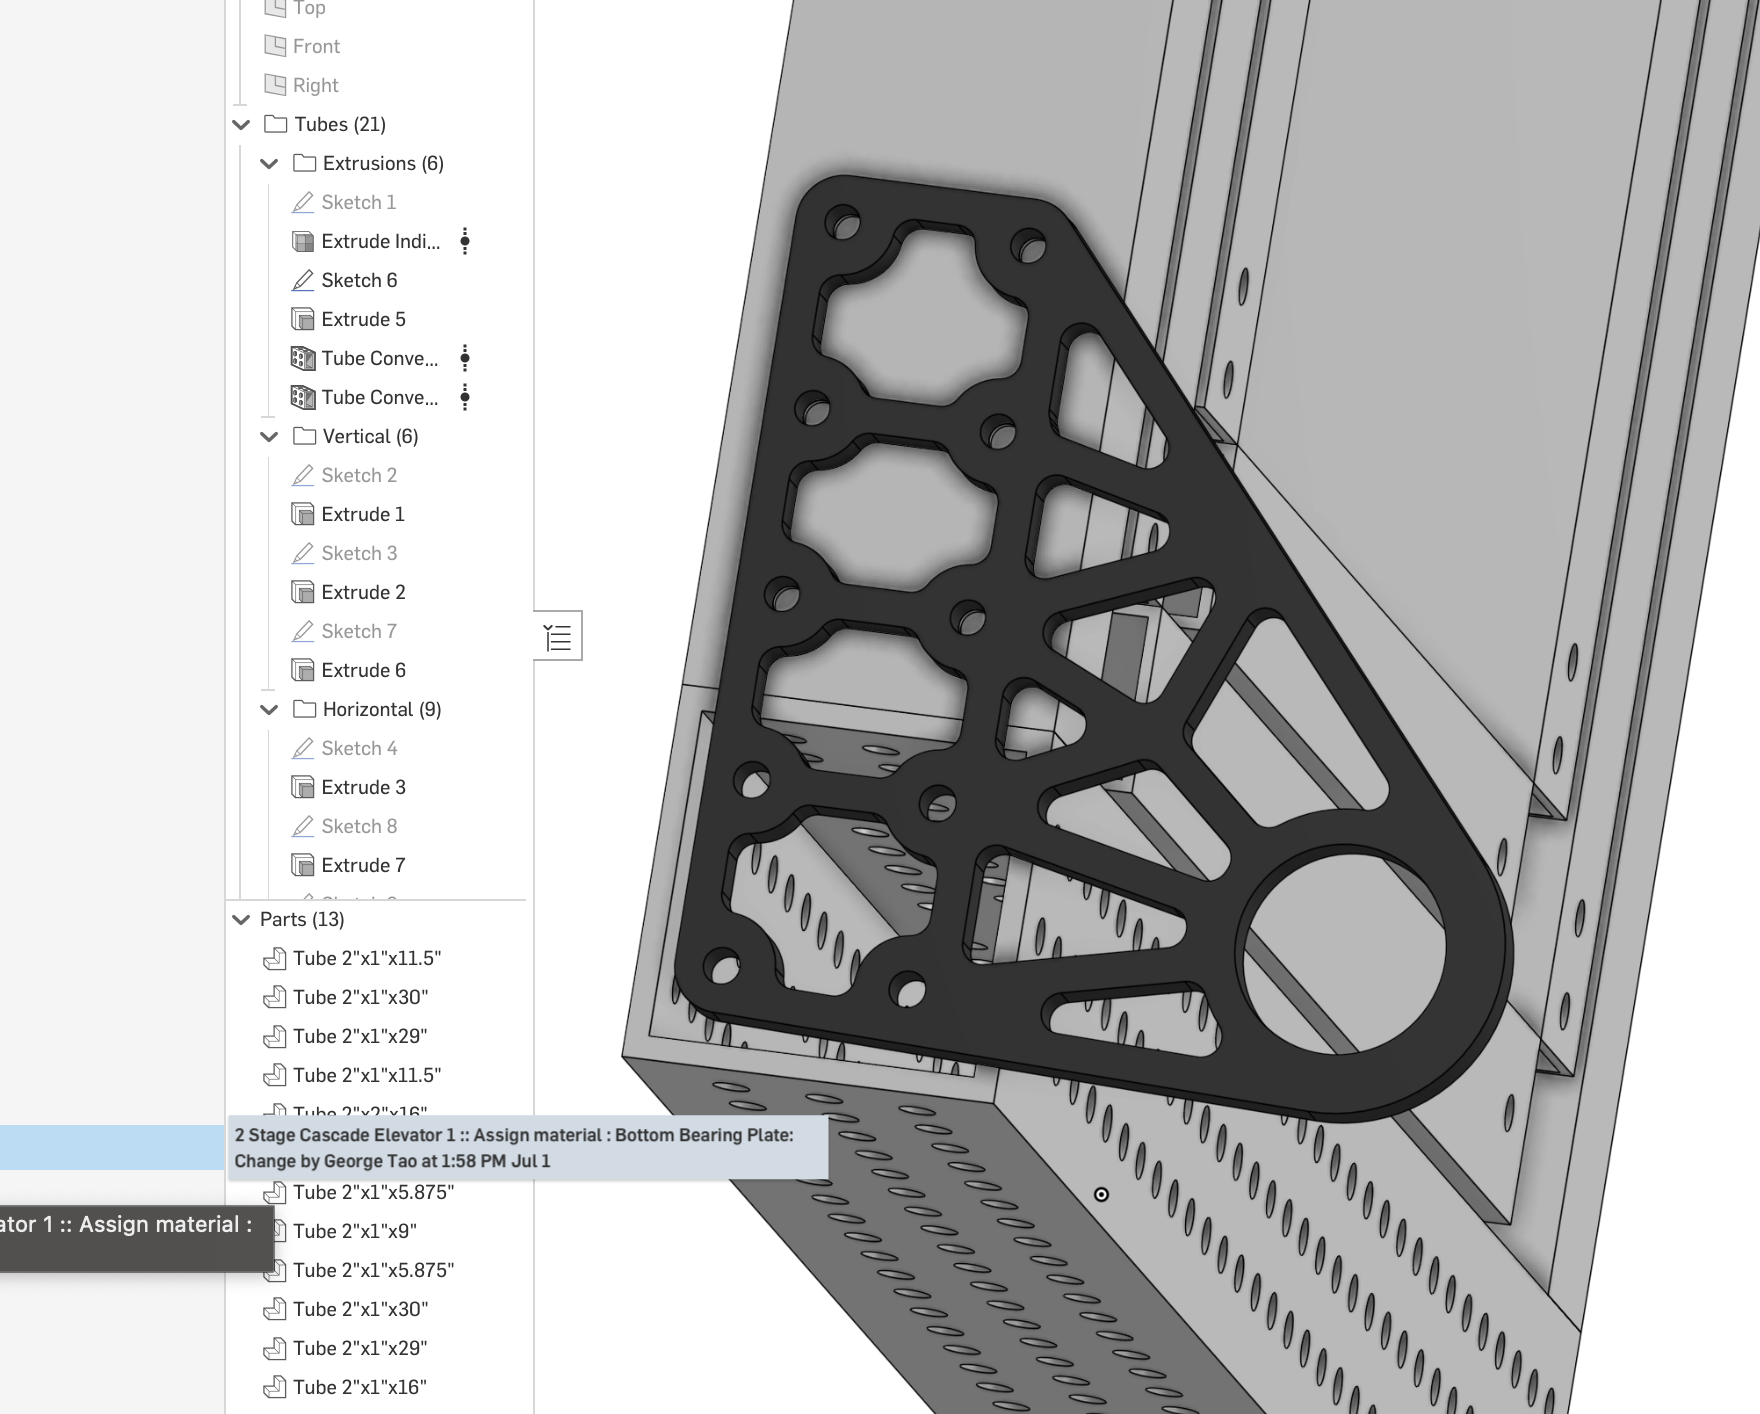 Top
Front
Right
Tubes (21)
Extrusions (6)
Sketch 1
Extrude Indi...
Sketch 6
Extrude 5
Tube Conve...
Tube Conve...
Vertical (6)
Sketch 2
Extrude 1
Sketch 3
Extrude 2
Sketch 7
Extrude 6
Horizontal (9)
Sketch 4
Extrude 3
Sketch 8
Extrude 7
Parts (13)
Tube 2"x1"x11.5"
Tube 2"x1"x30"
Tube 2"x1"x29"
Tube 2"x1"x11.5"
Tube 2"x2"x16"
2 Stage Cascade Elevator 1 :: Assign material : Bottom Bearing Plate:
Change by George Tao at 1:58 PM Jul 1
Tube 2"x1"x5.875"
ator 1 :: Assign material :
Tube 2"x1"x9"
Tube 2"x1"x5.875"
Tube 2"x1"x30"
Tube 2"x1"x29"
Tube 2"x1"x16"